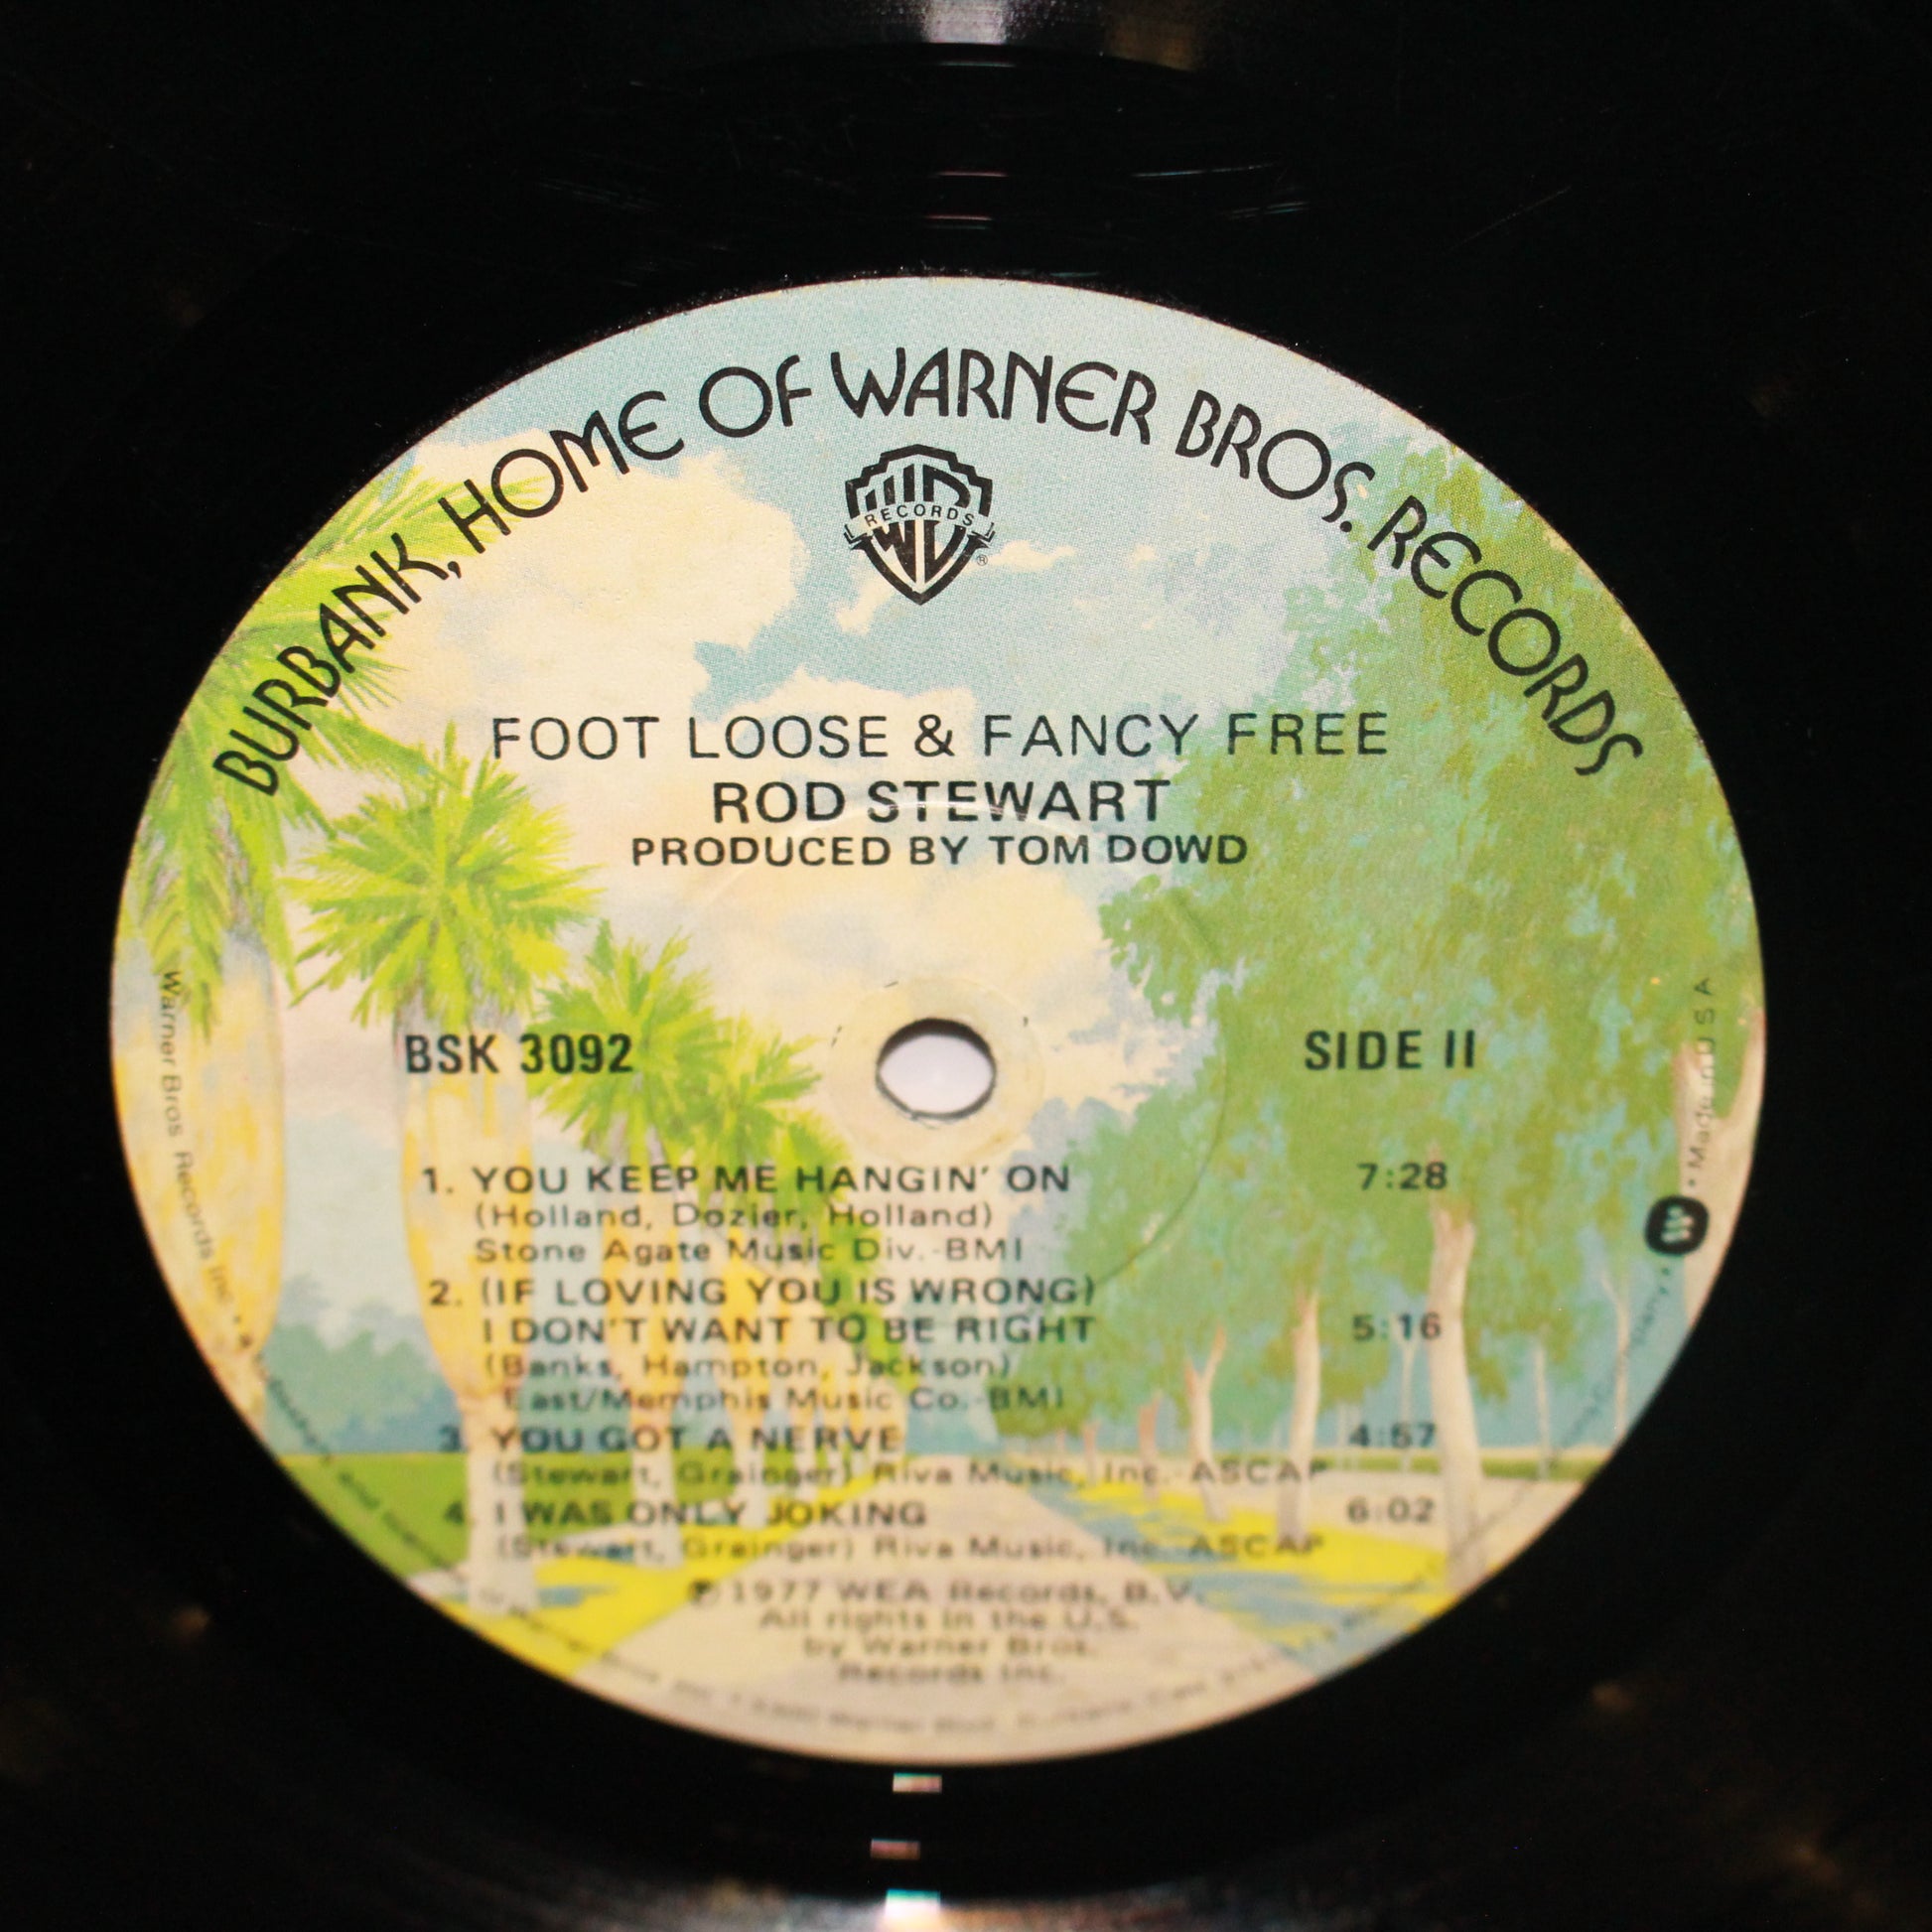 BURBANK, HOME OF WARNER BROS. RECORDS
RECORDS
®
FOOT LOOSE & FANCY FREE
ROD STEWART
PRODUCED BY TOM DOWD
BSK 3092
SIDE II
1. YOU KEEP ME HANGIN' ON 7:28
(Holland, Dozier, Holland)
Stone Agate Music Div.-BMI
2. (IF LOVING YOU IS WRONG)
I DON'T WANT TO BE RIGHT 5:16
(Banks, Hampton, Jackson)
East/Memphis Music Co.-BMI
3. YOU GOT A NERVE 4:57
(Stewart, Grainger) Riva Music, Inc.-ASCAP
4. I WAS ONLY JOKING 6:02
(Stewart, Grainger) Riva Music, Inc.-ASCAP
℗ 1977 WEA Records, B.V.
All rights in the U.S.
by Warner Bros.
Records Inc.
Warner Bros. Records Inc. • a Warner Blvd. • Made in U S A